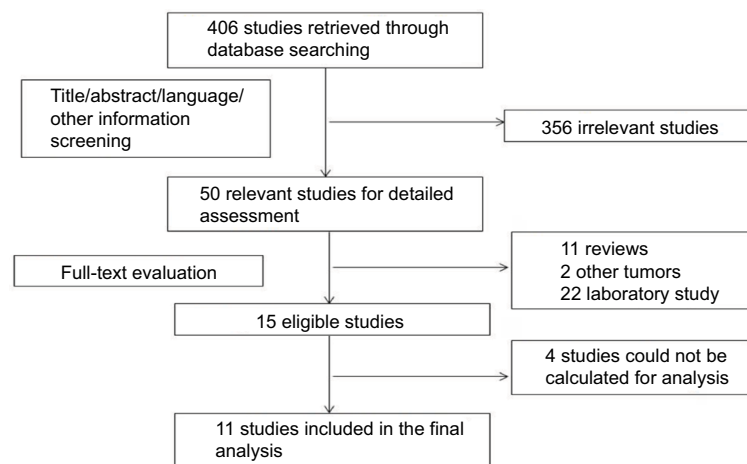 406 studies retrieved through
database searching
Title/abstract/language/
other information
screening
356 irrelevant studies
50 relevant studies for detailed
assessment
11 reviews
2 other tumors
22 laboratory study
Full-text evaluation
15 eligible studies
4 studies could not be
calculated for analysis
11 studies included in the final
analysis